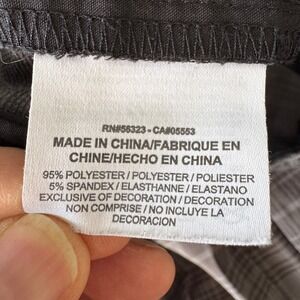 RN#56323 - CA#05553
MADE IN CHINA/FABRIQUE EN
CHINE/HECHO EN CHINA
95% POLYESTER / POLYESTER / POLIESTER
5% SPANDEX / ELASTHANNE / ELASTANO
EXCLUSIVE OF DECORATION / DECORATION
NON COMPRISE / NO INCLUYE LA
DECORACION